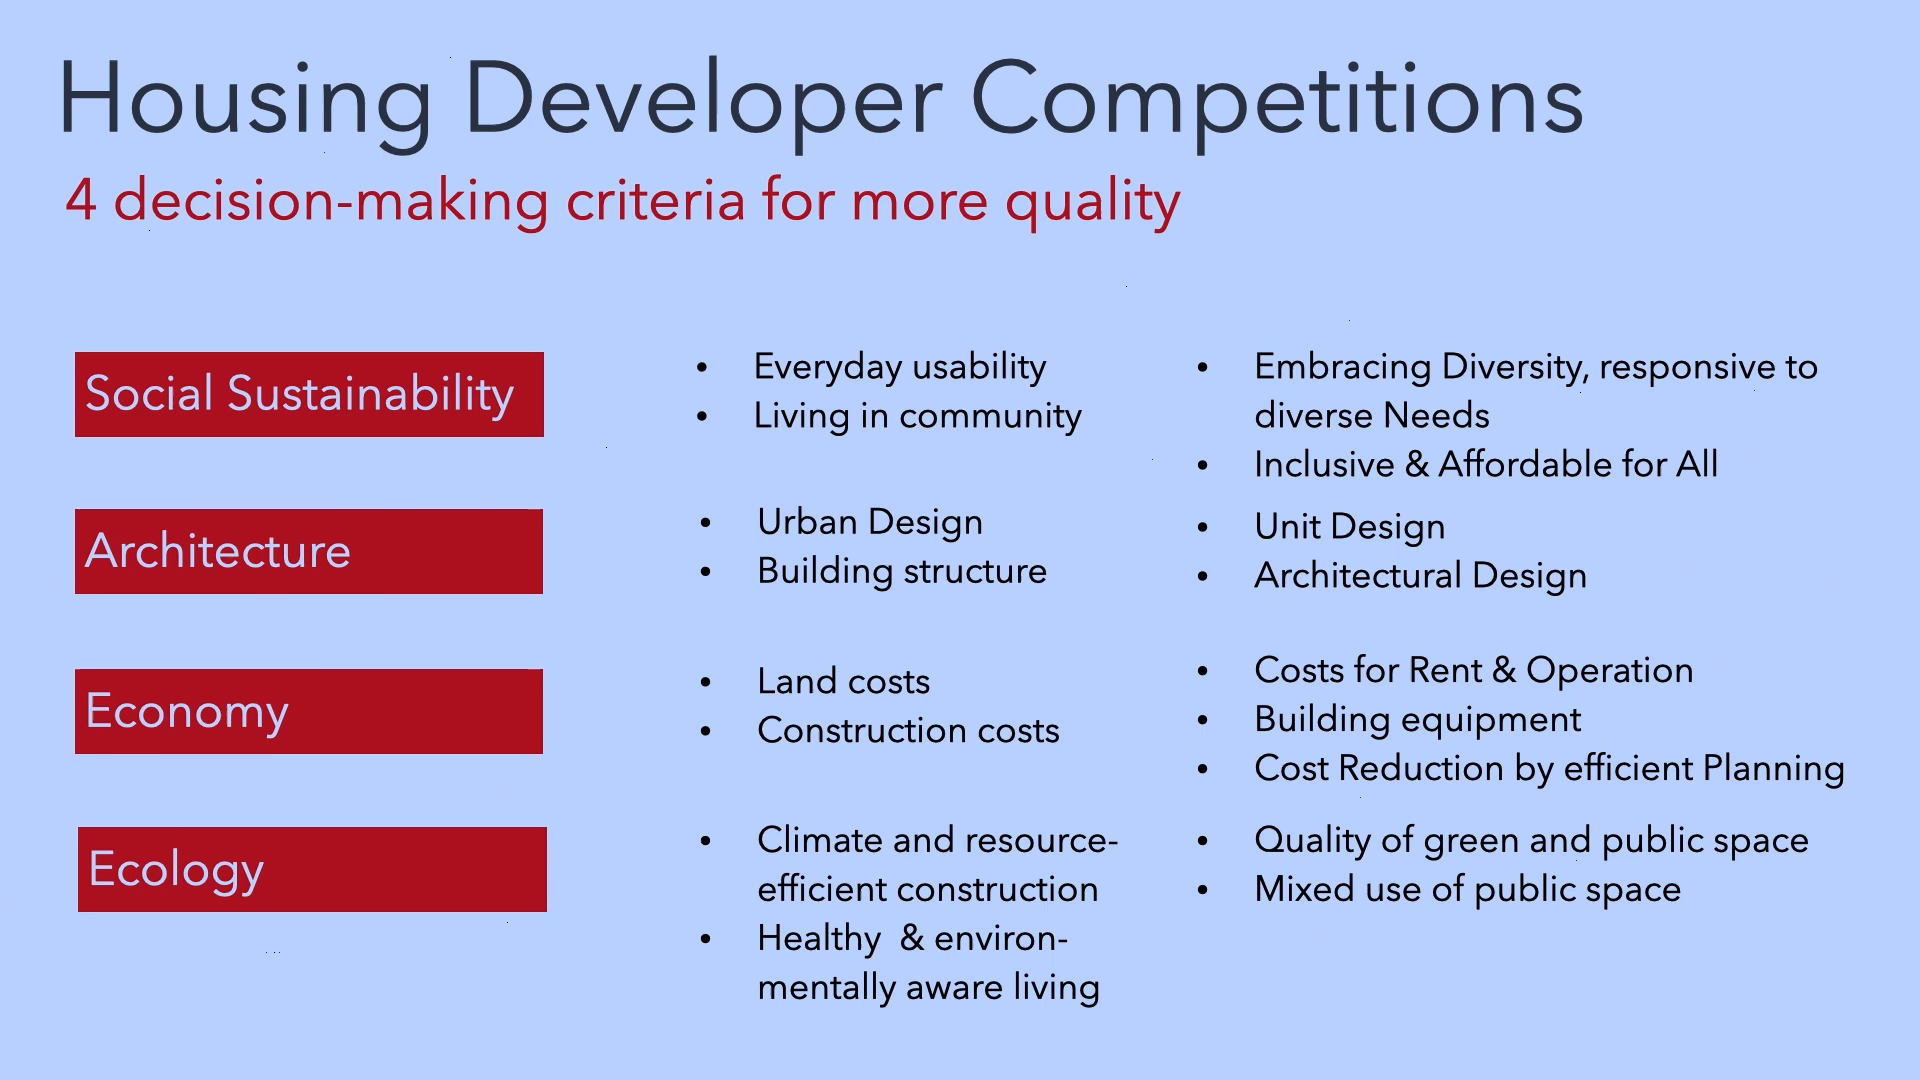 Housing Developer Competitions
4 decision-making criteria for more quality
Social Sustainability
• Everyday usability
• Living in community
• Embracing Diversity, responsive to
diverse Needs
• Inclusive & Affordable for All
Architecture
• Urban Design
• Building structure
• Unit Design
• Architectural Design
Economy
• Land costs
• Construction costs
• Costs for Rent & Operation
• Building equipment
• Cost Reduction by efficient Planning
Ecology
• Climate and resource-
efficient construction
• Healthy  & environ-
mentally aware living
• Quality of green and public space
• Mixed use of public space